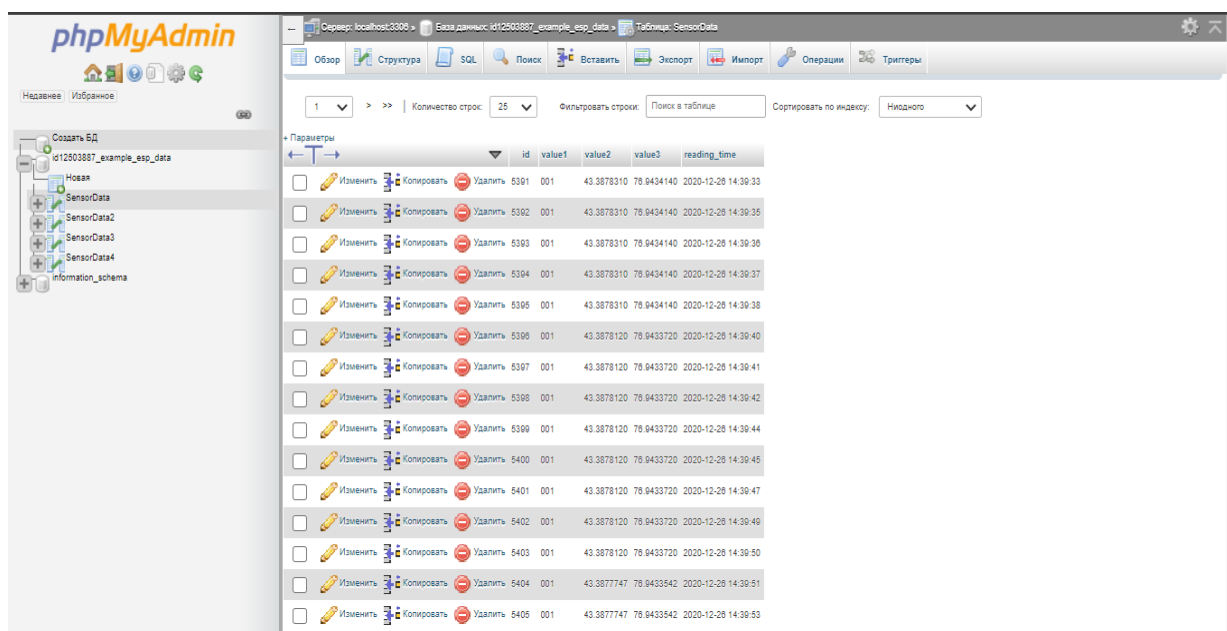 phpMyAdmin
Недавнее Избранное
Создать БД
id12503887_example_esp_data
Новая
SensorData
SensorData2
SensorData3
SensorData4
information_schema
Сервер: localhost:3306 » База данных: id12503887_example_esp_data » Таблица: SensorData
Обзор Структура SQL Поиск Вставить Экспорт Импорт Операции Триггеры
1 > >> | Количество строк: 25 Фильтровать строки: Поиск в таблице Сортировать по индексу: Ниодного
+ Параметры
←T→ id value1 value2 value3 reading_time
Изменить Копировать Удалить 5391 001 43.3878310 76.9434140 2020-12-26 14:39:33
Изменить Копировать Удалить 5392 001 43.3878310 76.9434140 2020-12-26 14:39:35
Изменить Копировать Удалить 5393 001 43.3878310 76.9434140 2020-12-26 14:39:36
Изменить Копировать Удалить 5394 001 43.3878310 76.9434140 2020-12-26 14:39:37
Изменить Копировать Удалить 5395 001 43.3878310 76.9434140 2020-12-26 14:39:38
Изменить Копировать Удалить 5396 001 43.3878120 76.9433720 2020-12-26 14:39:40
Изменить Копировать Удалить 5397 001 43.3878120 76.9433720 2020-12-26 14:39:41
Изменить Копировать Удалить 5398 001 43.3878120 76.9433720 2020-12-26 14:39:42
Изменить Копировать Удалить 5399 001 43.3878120 76.9433720 2020-12-26 14:39:44
Изменить Копировать Удалить 5400 001 43.3878120 76.9433720 2020-12-26 14:39:45
Изменить Копировать Удалить 5401 001 43.3878120 76.9433720 2020-12-26 14:39:47
Изменить Копировать Удалить 5402 001 43.3878120 76.9433720 2020-12-26 14:39:49
Изменить Копировать Удалить 5403 001 43.3878120 76.9433720 2020-12-26 14:39:50
Изменить Копировать Удалить 5404 001 43.3877747 76.9433542 2020-12-26 14:39:51
Изменить Копировать Удалить 5405 001 43.3877747 76.9433542 2020-12-26 14:39:53